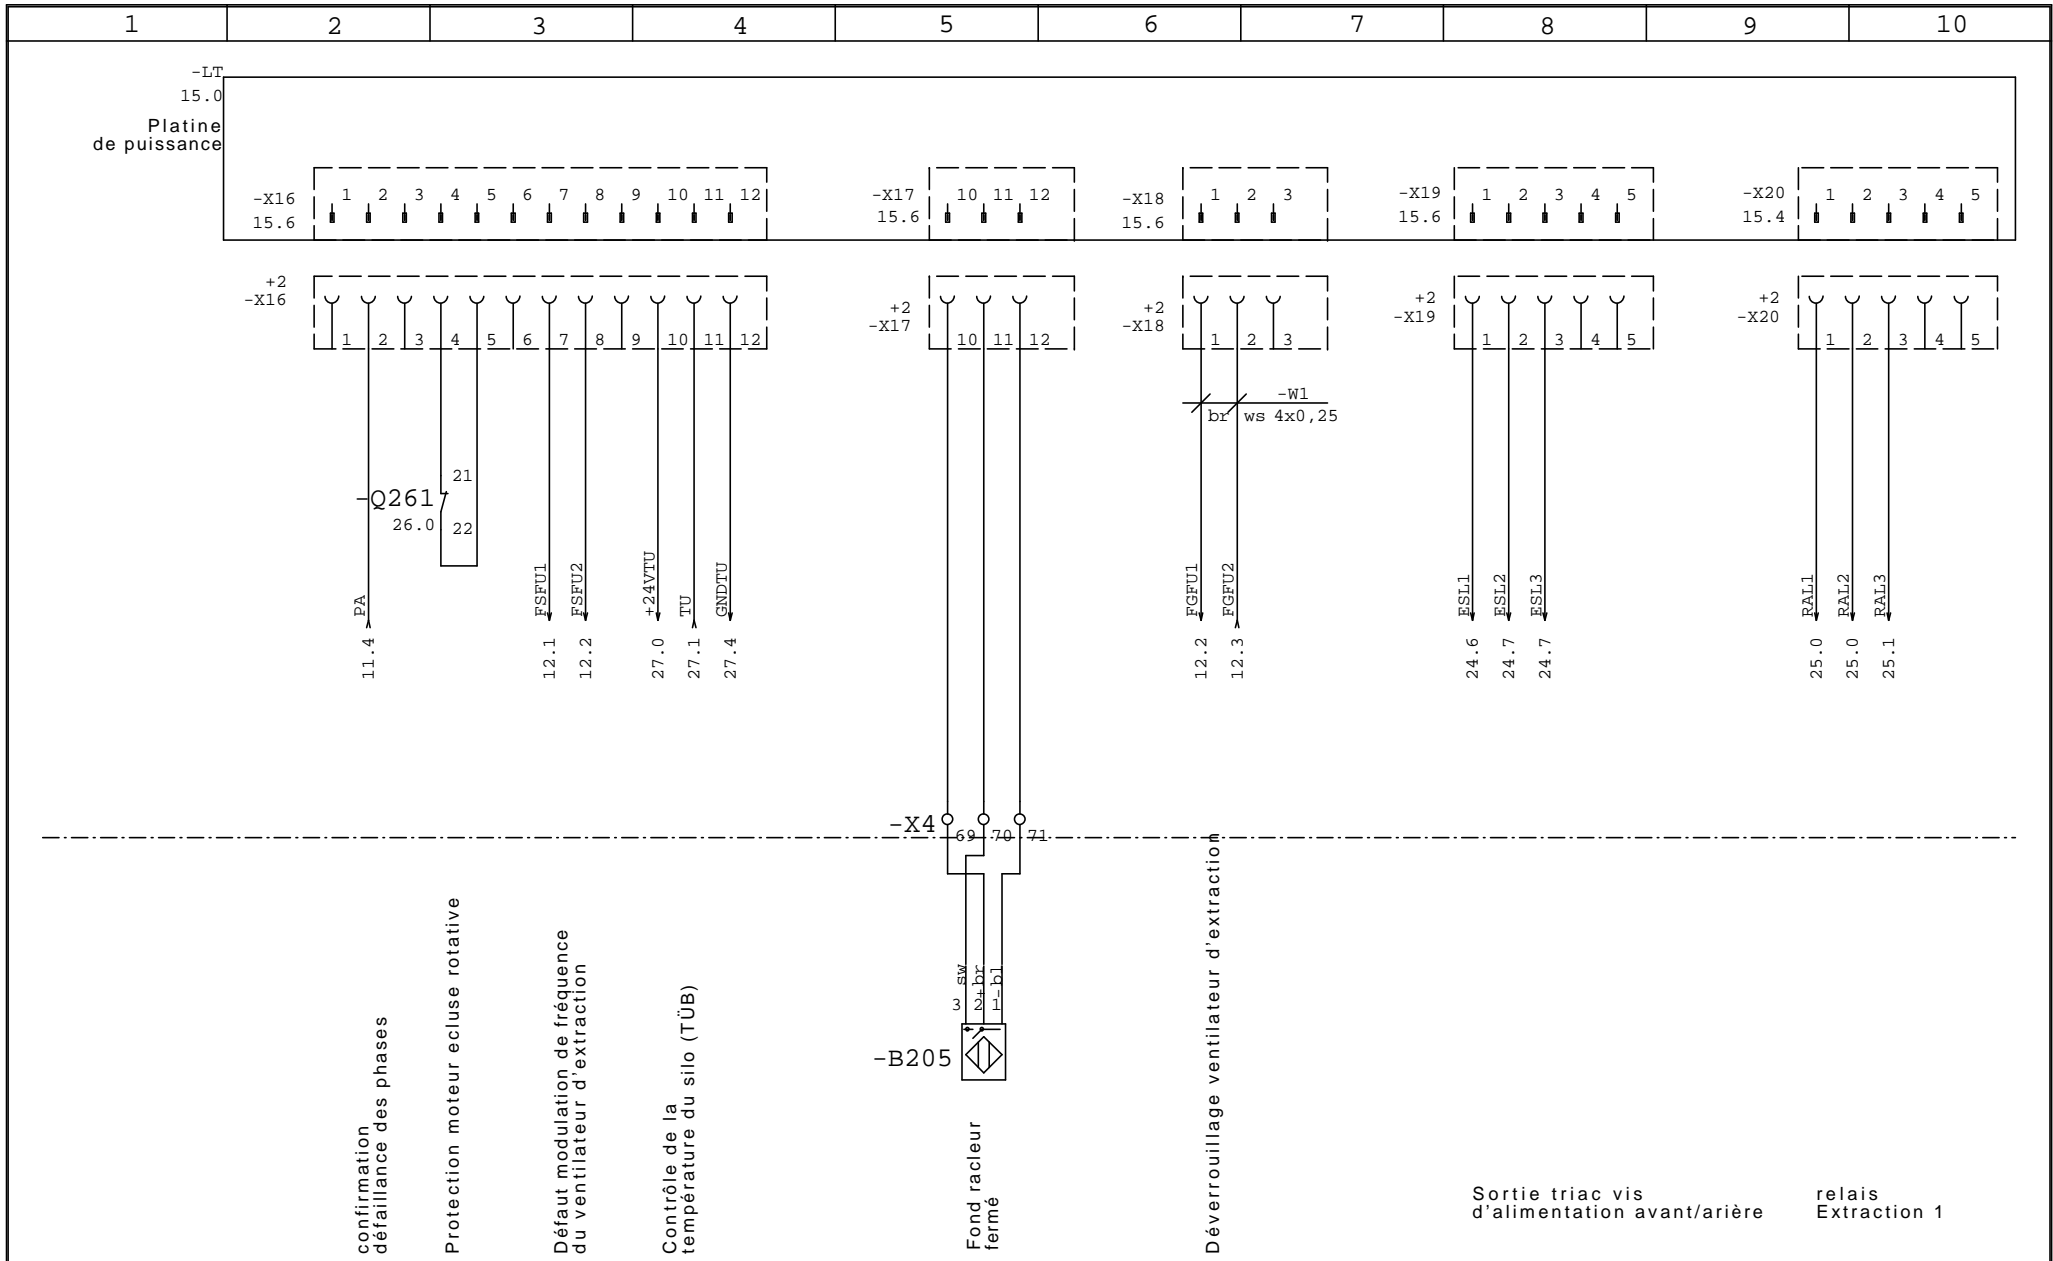 1 2 3 4 5 6 7 8 9 10
-LT
15.0
Platine
de puissance
-X16
15.6
1 2 3 4 5 6 7 8 9 10 11 12
-X17
15.6
10 11 12
-X18
15.6
1 2 3
-X19
15.6
1 2 3 4 5
-X20
15.4
1 2 3 4 5
+2
-X16
1 2 3 4 5 6 7 8 9 10 11 12
+2
-X17
10 11 12
+2
-X18
1 2 3
+2
-X19
1 2 3 4 5
+2
-X20
1 2 3 4 5
-W1
br ws 4x0,25
-Q261
26.0
21
22
PA
11.4
FSFU1
12.1
FSFU2
12.2
+24VTU
27.0
TU
27.1
GNDTU
27.4
FGFU1
12.2
FGFU2
12.3
ESL1
24.6
ESL2
24.7
ESL3
24.7
RAL1
25.0
RAL2
25.0
RAL3
25.1
-X4
69 70 71
sw
+br
-bl
3 2 1
-B205
confirmation
défaillance des phases
Protection moteur ecluse rotative
Défaut modulation de fréquence
du ventilateur d'extraction
Contrôle de la
température du silo (TÜB)
Fond racleur
fermé
Déverrouillage ventilateur d'extraction
Sortie triac vis
d'alimentation avant/arière
relais
Extraction 1